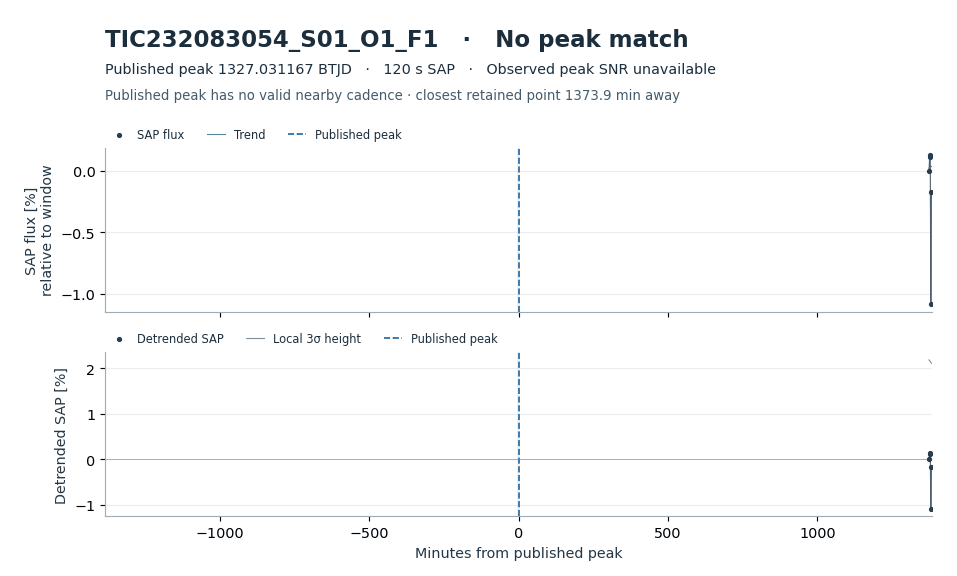 TIC232083054_S01_O1_F1 · No peak match
Published peak 1327.031167 BTJD · 120 s SAP · Observed peak SNR unavailable
Published peak has no valid nearby cadence · closest retained point 1373.9 min away
SAP flux Trend Published peak
SAP flux [%]
relative to window
0.0
−0.5
−1.0
Detrended SAP Local 3σ height Published peak
Detrended SAP [%]
2
1
0
−1
−1000 −500 0 500 1000
Minutes from published peak